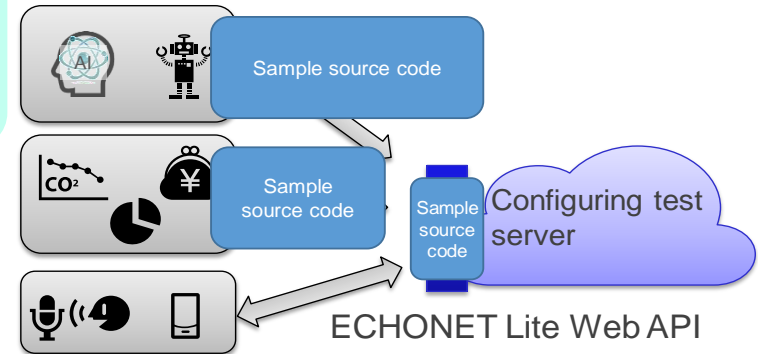 AI
Sample source code
CO²
¥
Sample
source code
Sample
source
code
Configuring test
server
ECHONET Lite Web API